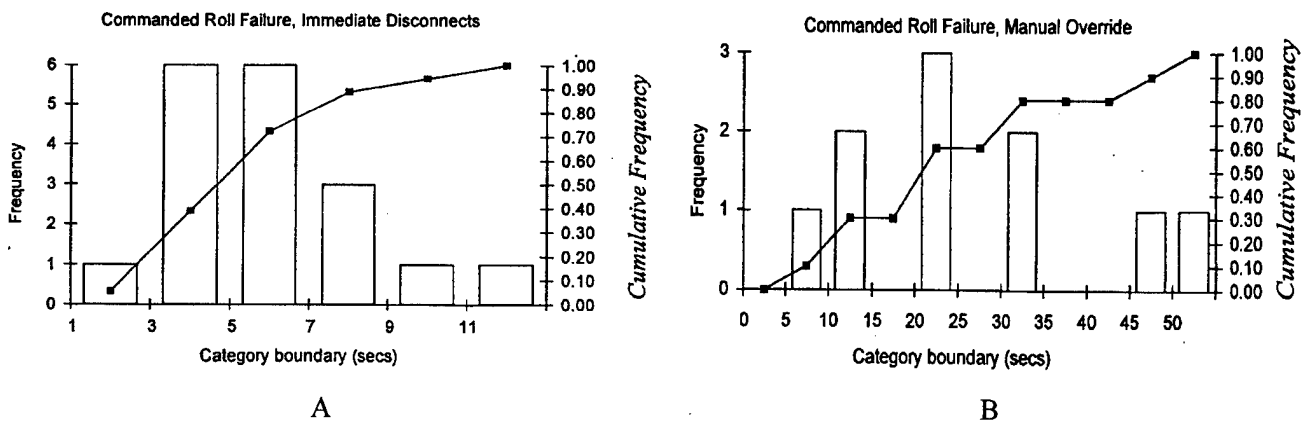 Commanded Roll Failure, Immediate Disconnects
6
5
4
3
2
1
0
Frequency
1.00
0.90
0.80
0.70
0.60
0.50
0.40
0.30
0.20
0.10
0.00
Cumulative Frequency
1 3 5 7 9 11
Category boundary (secs)
A
Commanded Roll Failure, Manual Override
3
2
1
0
Frequency
1.00
0.90
0.80
0.70
0.60
0.50
0.40
0.30
0.20
0.10
0.00
Cumulative Frequency
0 5 10 15 20 25 30 35 40 45 50
Category boundary (secs)
B